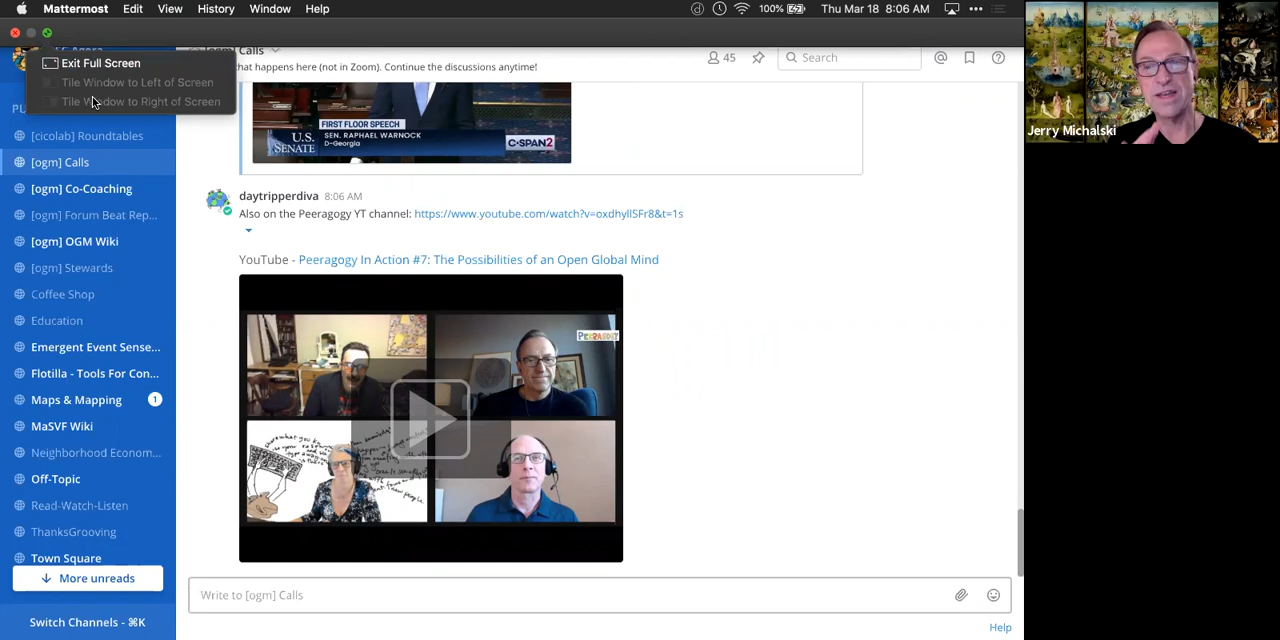 Mattermost Edit View History Window Help
100% Thu Mar 18 8:06 AM
Exit Full Screen
Tile Window to Left of Screen
Tile Window to Right of Screen
[ogm] Calls
that happens here (not in Zoom). Continue the discussions anytime!
45
Search
[cicolab] Roundtables
[ogm] Calls
[ogm] Co-Coaching
[ogm] Forum Beat Rep...
[ogm] OGM Wiki
[ogm] Stewards
Coffee Shop
Education
Emergent Event Sense...
Flotilla - Tools For Con...
Maps & Mapping 1
MaSVF Wiki
Neighborhood Econom...
Off-Topic
Read-Watch-Listen
ThanksGrooving
Town Square
More unreads
Switch Channels - ⌘K
FIRST FLOOR SPEECH
U.S. SENATE
SEN. RAPHAEL WARNOCK
D-Georgia
C-SPAN2
daytripperdiva 8:06 AM
Also on the Peeragogy YT channel: https://www.youtube.com/watch?v=oxdhyllSFr8&t=1s
YouTube - Peeragogy In Action #7: The Possibilities of an Open Global Mind
PEERAGOGY
Write to [ogm] Calls
Help
Jerry Michalski